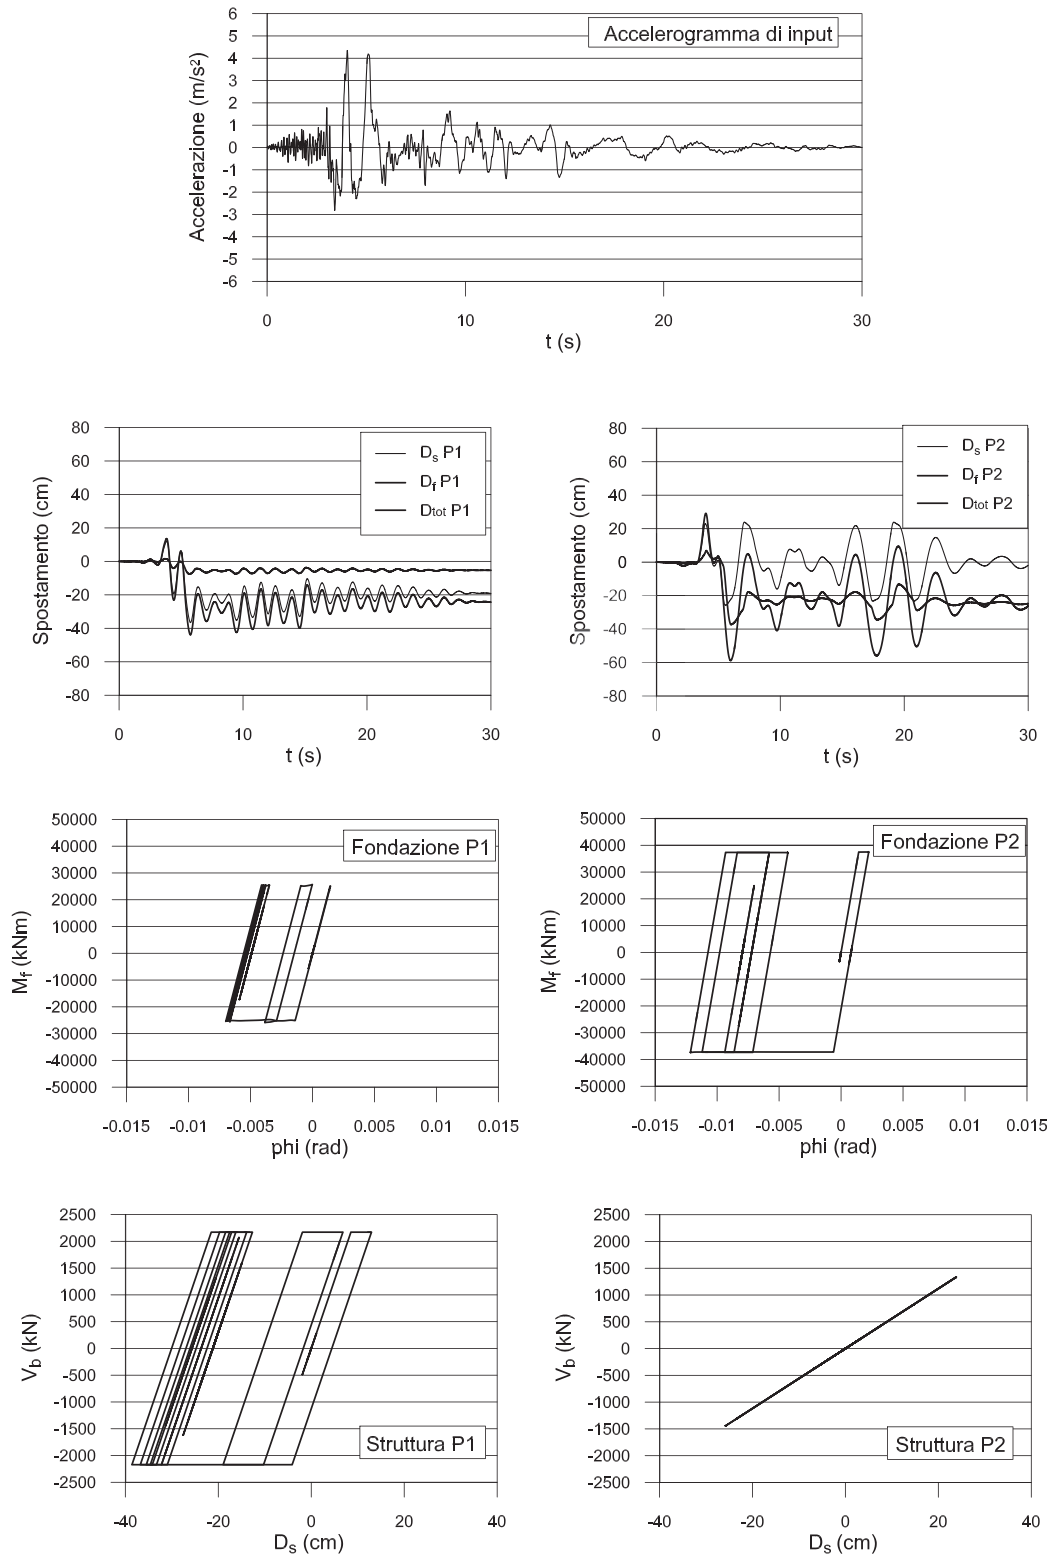 Accelerogramma di input
Accelerazione (m/s²)
6
5
4
3
2
1
0
-1
-2
-3
-4
-5
-6
0 10 20 30
t (s)
Spostamento (cm)
80
60
40
20
0
-20
-40
-60
-80
Ds P1
Df P1
Dtot P1
0 10 20 30
t (s)
Spostamento (cm)
80
60
40
20
0
-20
-40
-60
-80
Ds P2
Df P2
Dtot P2
0 10 20 30
t (s)
Mf (kNm)
50000
40000
30000
20000
10000
0
-10000
-20000
-30000
-40000
-50000
Fondazione P1
-0.015 -0.01 -0.005 0 0.005 0.01 0.015
phi (rad)
Mf (kNm)
50000
40000
30000
20000
10000
0
-10000
-20000
-30000
-40000
-50000
Fondazione P2
-0.015 -0.01 -0.005 0 0.005 0.01 0.015
phi (rad)
Vb (kN)
2500
2000
1500
1000
500
0
-500
-1000
-1500
-2000
-2500
Struttura P1
-40 -20 0 20 40
Ds (cm)
Vb (kN)
2500
2000
1500
1000
500
0
-500
-1000
-1500
-2000
-2500
Struttura P2
-40 -20 0 20 40
Ds (cm)